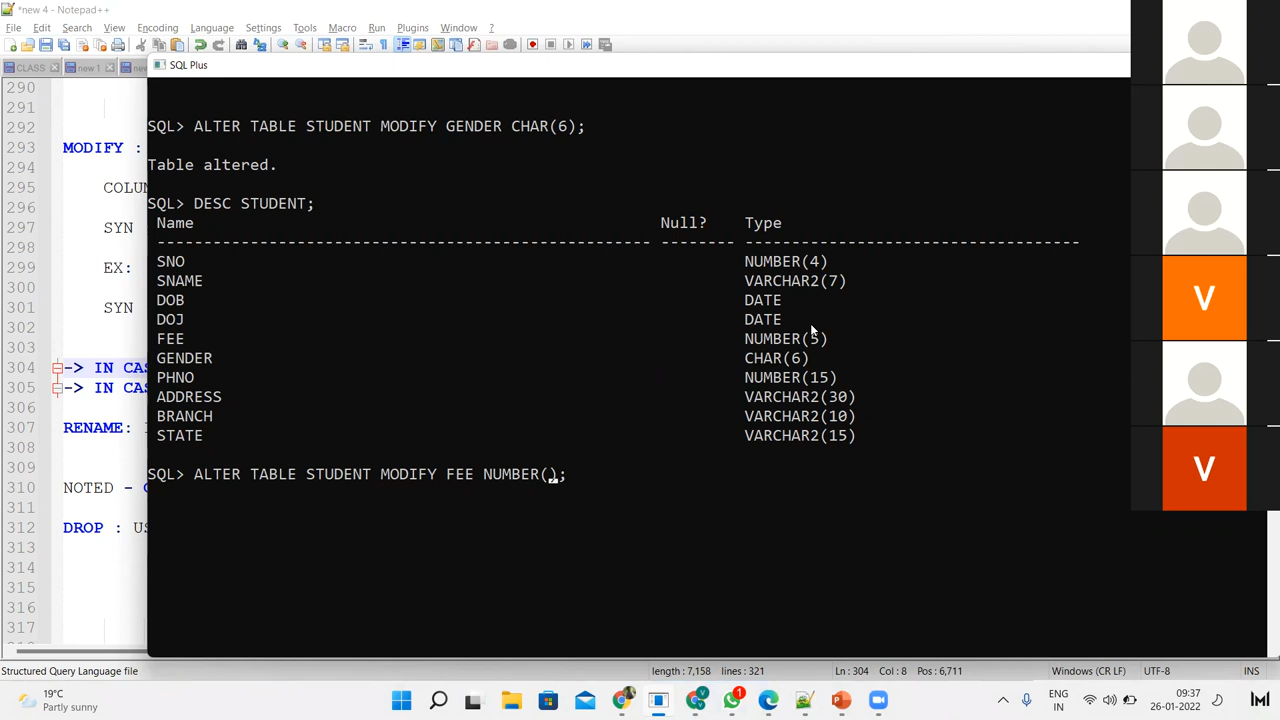 *new 4 - Notepad++
File Edit Search View Encoding Language Settings Tools Macro Run Plugins Window ?
CLASS new 1
SQL Plus
290
291
292
293 MODIFY :
294
295 COLU
296
297 SYN
298
299 EX:
300
301 SYN
302
303
304 -> IN CAS
305 -> IN CAS
306
307 RENAME:
308
309
310 NOTED -
311
312 DROP : US
313
314
315
316
317
SQL> ALTER TABLE STUDENT MODIFY GENDER CHAR(6);
Table altered.
SQL> DESC STUDENT;
Name Null? Type
----------------------------------------------------- -------- ------------------------------------
SNO NUMBER(4)
SNAME VARCHAR2(7)
DOB DATE
DOJ DATE
FEE NUMBER(5)
GENDER CHAR(6)
PHNO NUMBER(15)
ADDRESS VARCHAR2(30)
BRANCH VARCHAR2(10)
STATE VARCHAR2(15)
SQL> ALTER TABLE STUDENT MODIFY FEE NUMBER();
V
V
Structured Query Language file length : 7,158 lines : 321 Ln : 304 Col : 8 Pos : 6,711 Windows (CR LF) UTF-8 INS
19°C
Partly sunny
1
ENG
IN
09:37
26-01-2022